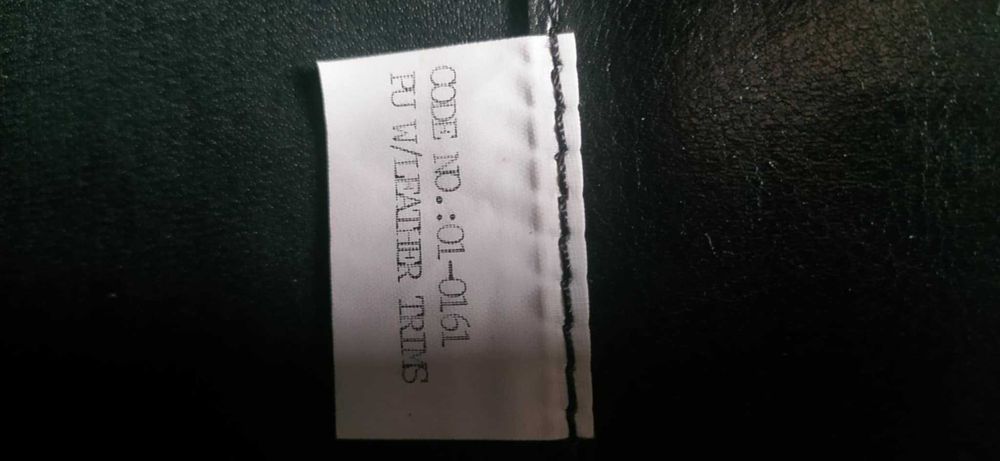 CODE NO.:01-0161
PU W/LEATHER TRIMS